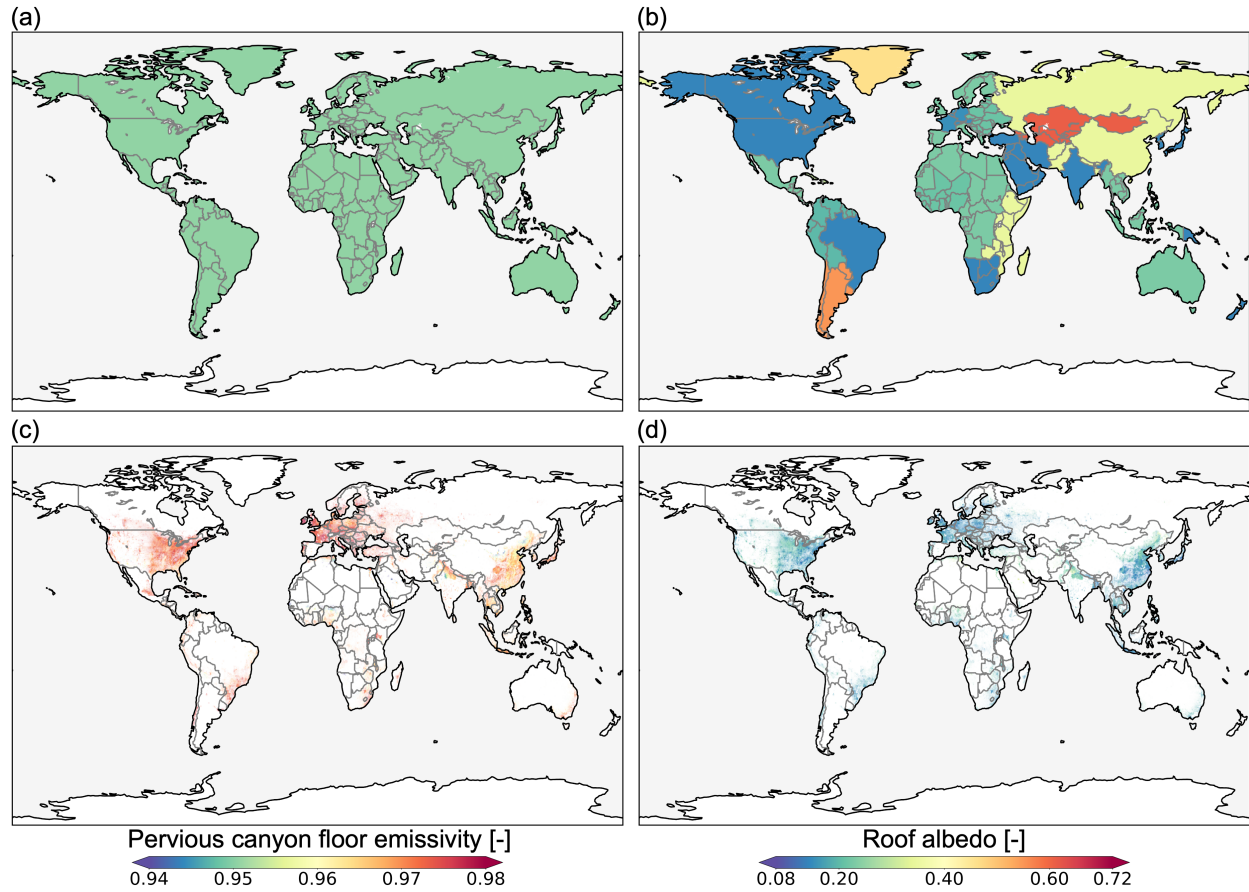 (a)
(b)
(c)
(d)
Pervious canyon floor emissivity [-]
0.94 0.95 0.96 0.97 0.98
Roof albedo [-]
0.08 0.20 0.40 0.60 0.72